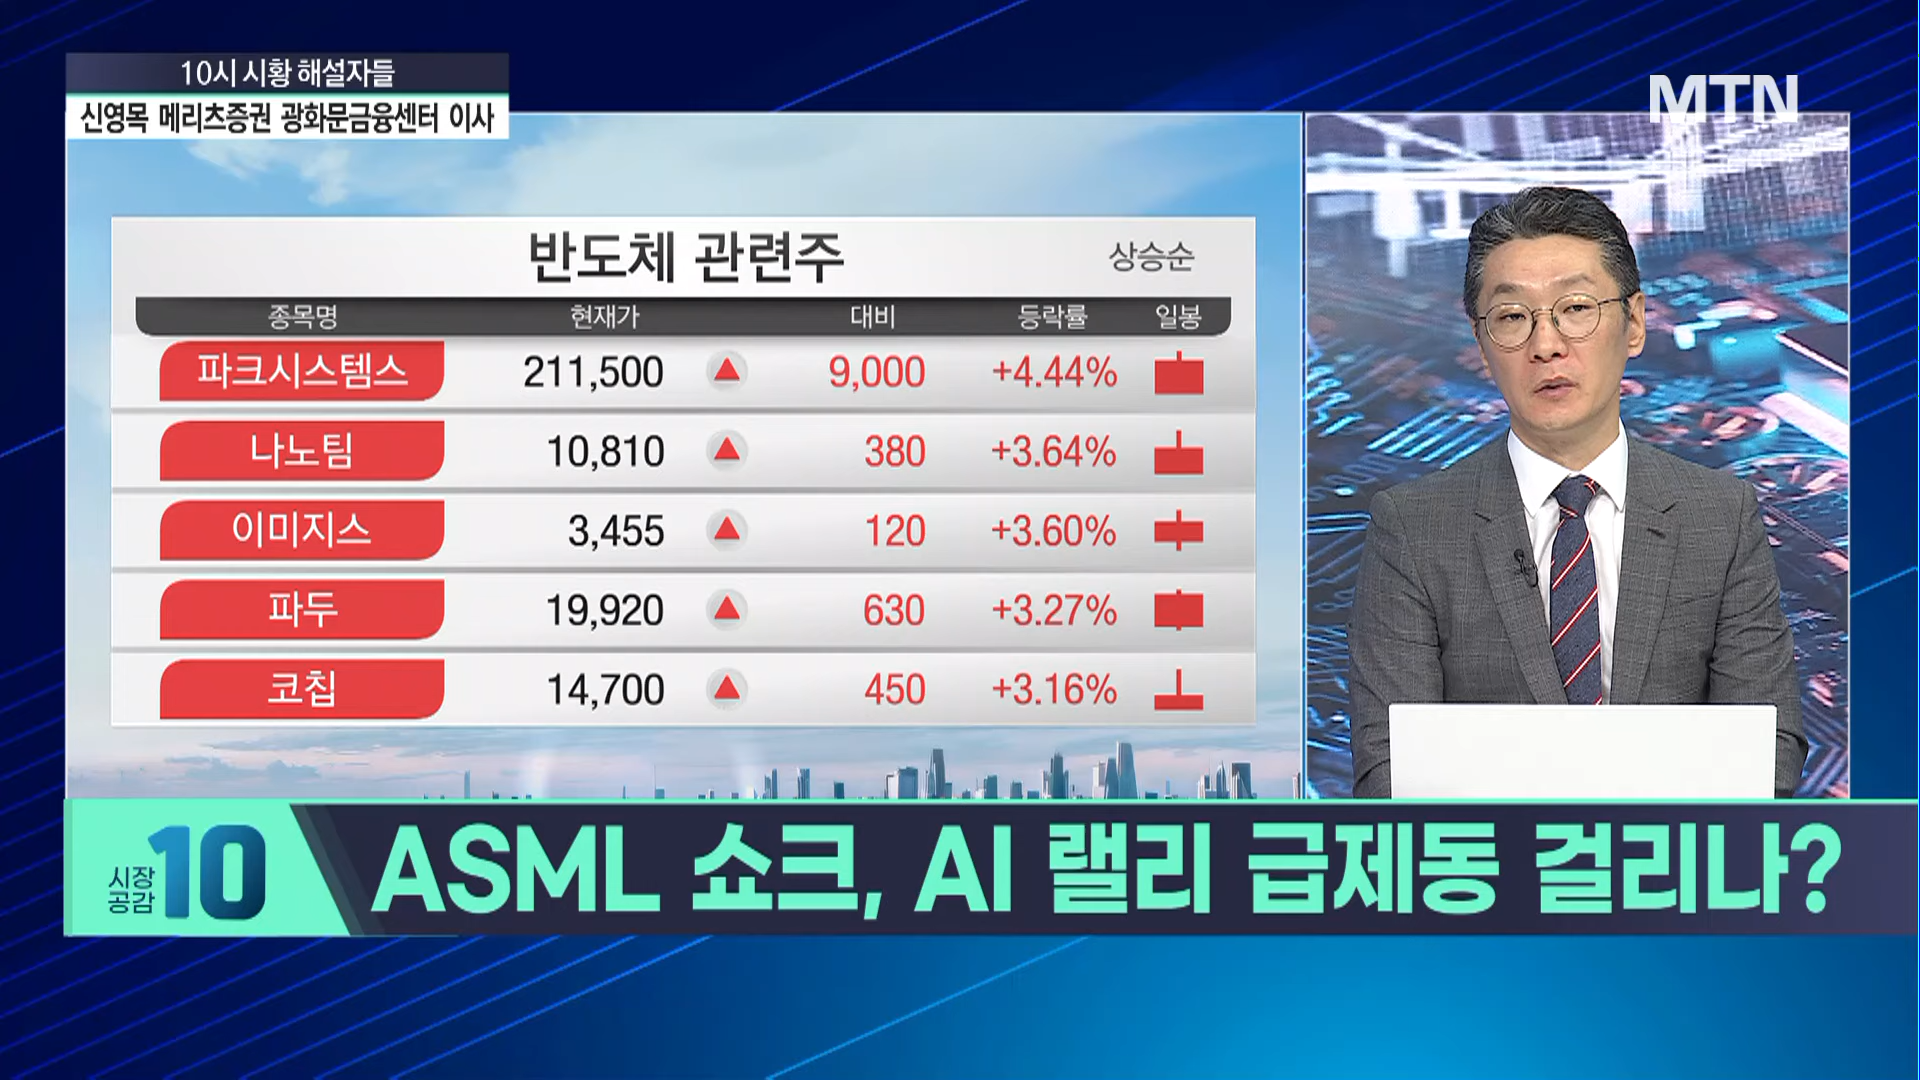 10시 시황 해설자들
신영목 메리츠증권 광화문금융센터 이사
MTN
반도체 관련주 상승순
종목명 현재가 대비 등락률 일봉
파크시스템스 211,500 ▲ 9,000 +4.44%
나노팀 10,810 ▲ 380 +3.64%
이미지스 3,455 ▲ 120 +3.60%
파두 19,920 ▲ 630 +3.27%
코칩 14,700 ▲ 450 +3.16%
시장공감 10
ASML 쇼크, AI 랠리 급제동 걸리나?